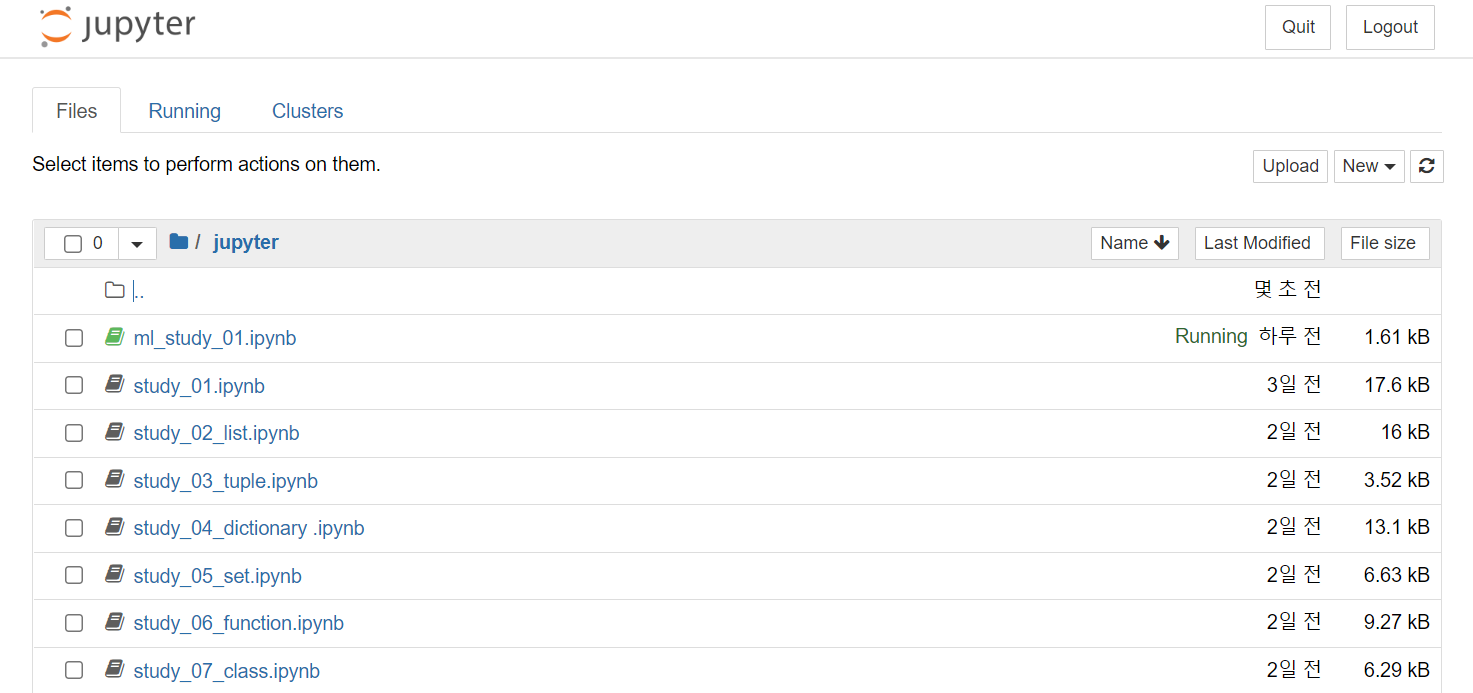 jupyter Quit Logout
Files Running Clusters
Select items to perform actions on them. Upload New
0 / jupyter Name Last Modified File size
.. 몇 초 전
ml_study_01.ipynb Running 하루 전 1.61 kB
study_01.ipynb 3일 전 17.6 kB
study_02_list.ipynb 2일 전 16 kB
study_03_tuple.ipynb 2일 전 3.52 kB
study_04_dictionary .ipynb 2일 전 13.1 kB
study_05_set.ipynb 2일 전 6.63 kB
study_06_function.ipynb 2일 전 9.27 kB
study_07_class.ipynb 2일 전 6.29 kB